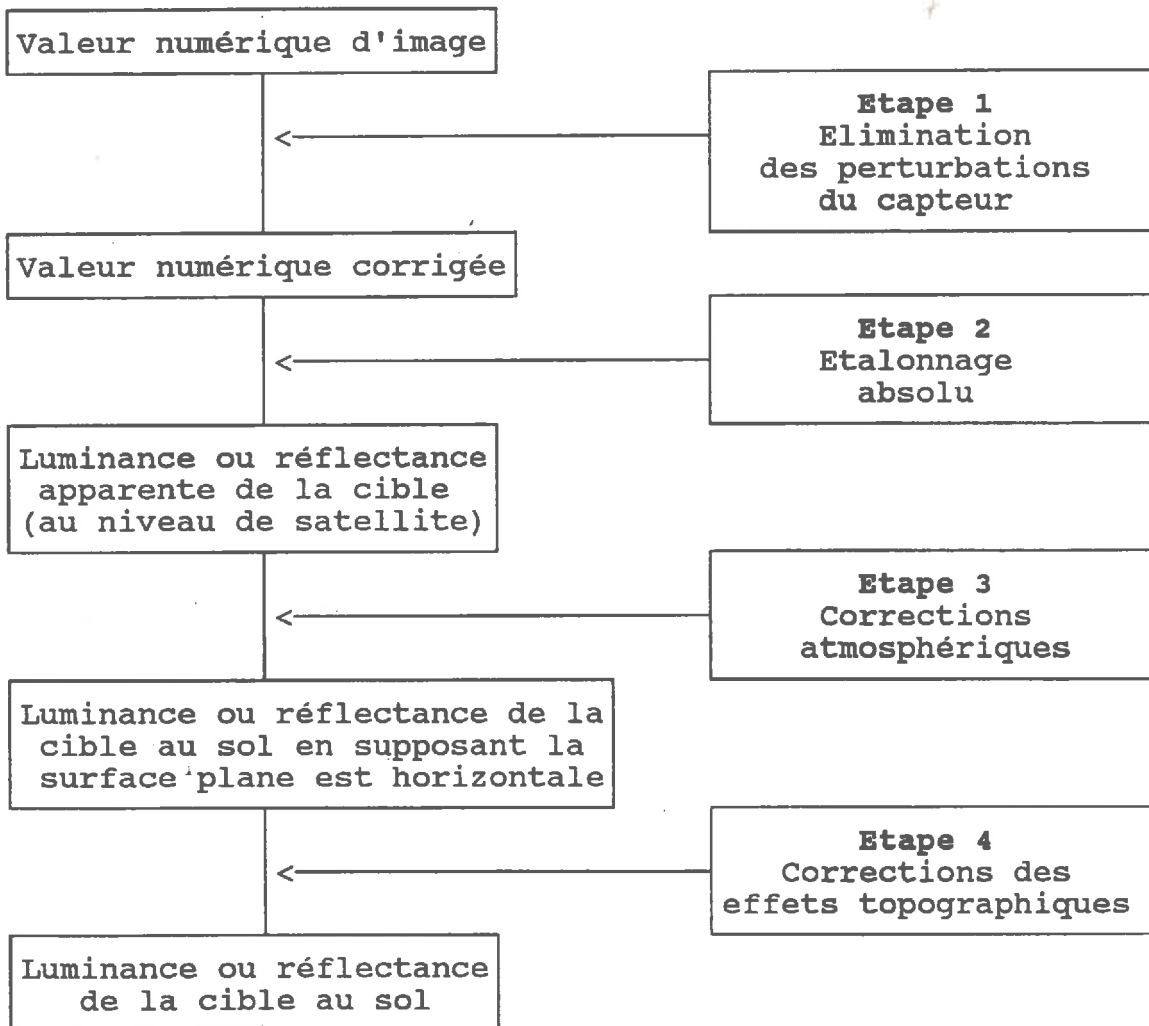 Valeur numérique d'image
Etape 1
Elimination
des perturbations
du capteur
Valeur numérique corrigée
Etape 2
Etalonnage
absolu
Luminance ou réflectance
apparente de la cible
(au niveau de satellite)
Etape 3
Corrections
atmosphériques
Luminance ou réflectance de la
cible au sol en supposant la
surface plane est horizontale
Etape 4
Corrections des
effets topographiques
Luminance ou réflectance
de la cible au sol